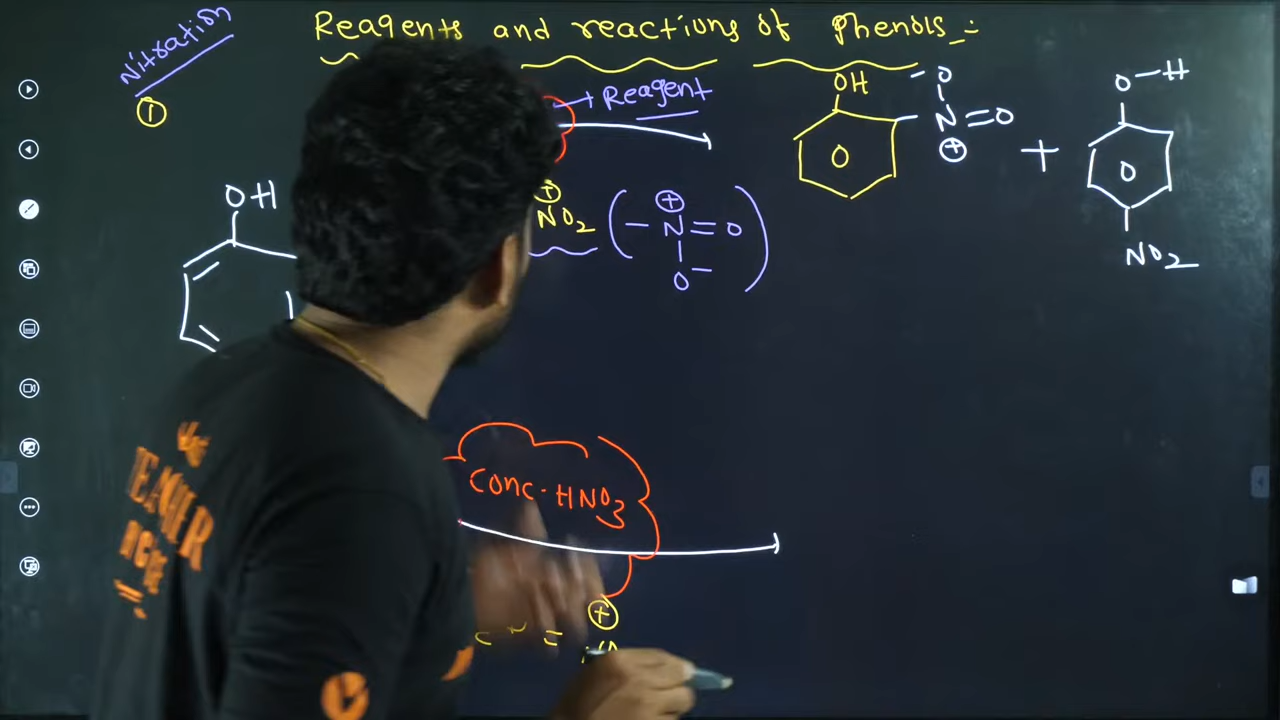 Nitration
Reagents and reactions of Phenols :-
①
Reagent
OH
- O
N = O
⊕
+
O-H
NO2
OH
⊕
NO2
( ⊕
- N = O
O- )
Conc. HNO3
⊕